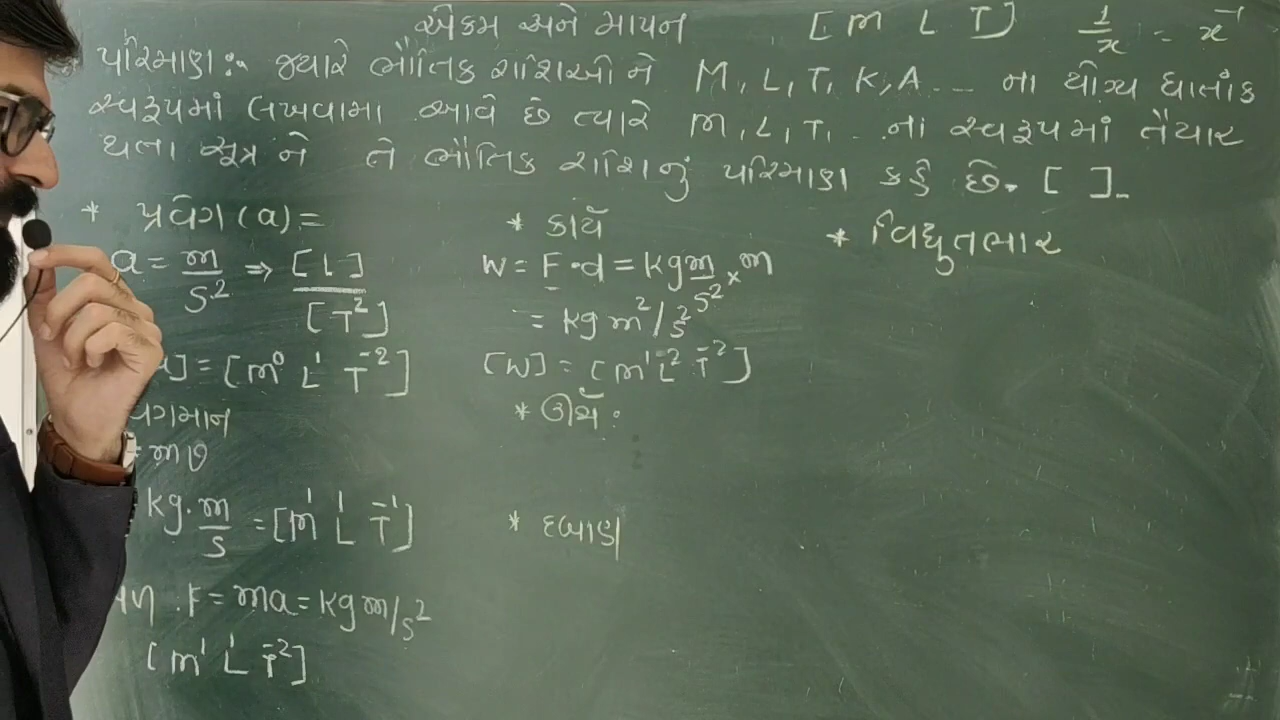 એકમ અને માપન [M L T] 1/x = x⁻¹
પરિમાણ :- જ્યારે ભૌતિક રાશિઓને M, L, T, K, A ... ના યોગ્ય ઘાતાંક
સ્વરૂપમાં લખવામાં આવે છે ત્યારે M, L, T, .. નાં સ્વરૂપમાં તૈયાર
થતા સૂત્ર ને તે ભૌતિક રાશિનું પરિમાણ કહે છે. [ ]
* પ્રવેગ (a) =
a = m/s² ⇒ [L]/[T²]
] = [M⁰ L¹ T⁻²]
= mv
kg.m/s = [M¹ L¹ T⁻¹]
F = ma = kg m/s²
[M¹ L¹ T⁻²]
* કાર્ય
W = F·d = kg m/s² × m
= kg m²/s²
[W] = [M¹ L² T⁻²]
* ઊર્જા :
* દબાણ
* વિદ્યુતભાર